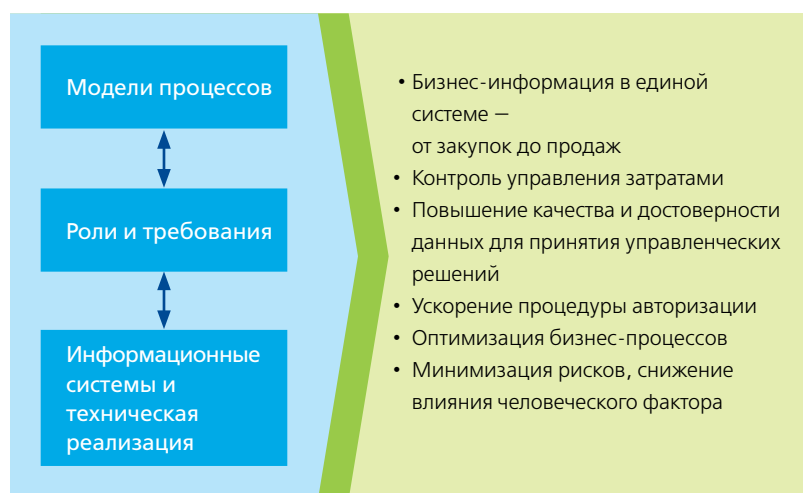 Модели процессов
Роли и требования
Информационные
системы и
техническая
реализация
• Бизнес-информация в единой
системе —
от закупок до продаж
• Контроль управления затратами
• Повышение качества и достоверности
данных для принятия управленческих
решений
• Ускорение процедуры авторизации
• Оптимизация бизнес-процессов
• Минимизация рисков, снижение
влияния человеческого фактора